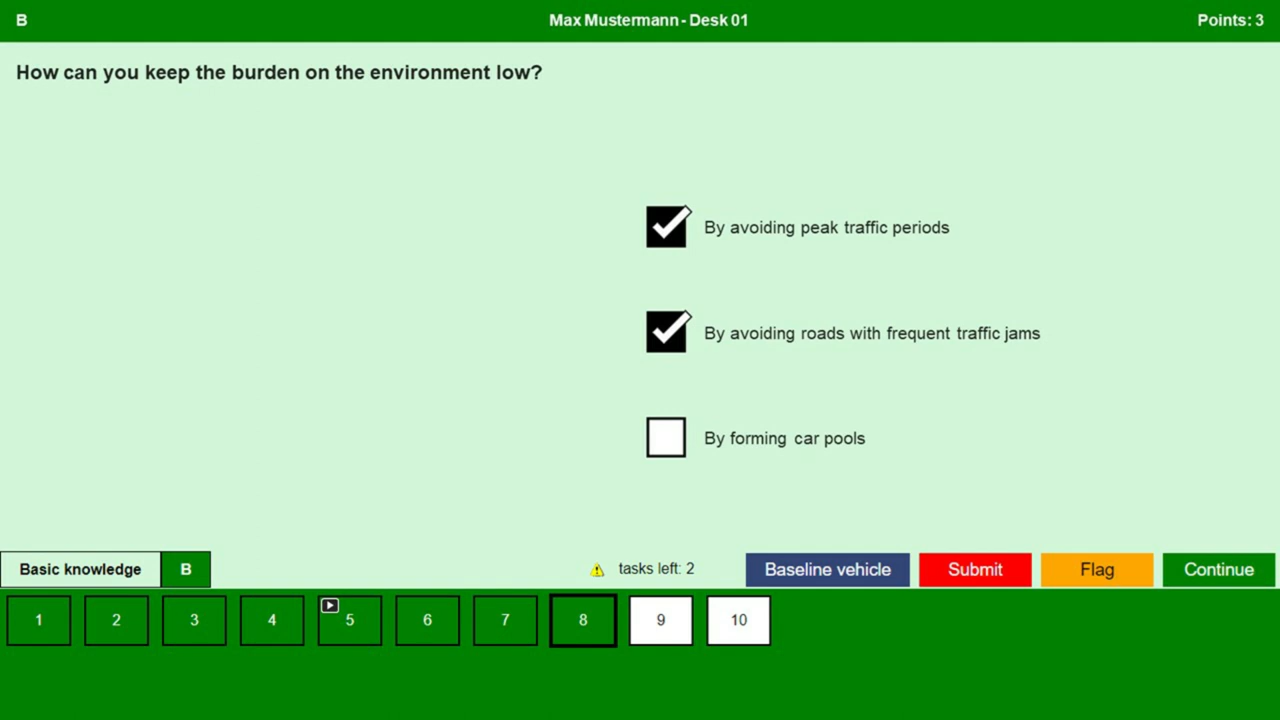 B
Max Mustermann - Desk 01
Points: 3
How can you keep the burden on the environment low?
By avoiding peak traffic periods
By avoiding roads with frequent traffic jams
By forming car pools
Basic knowledge
B
tasks left: 2
Baseline vehicle
Submit
Flag
Continue
1 2 3 4 5 6 7 8 9 10